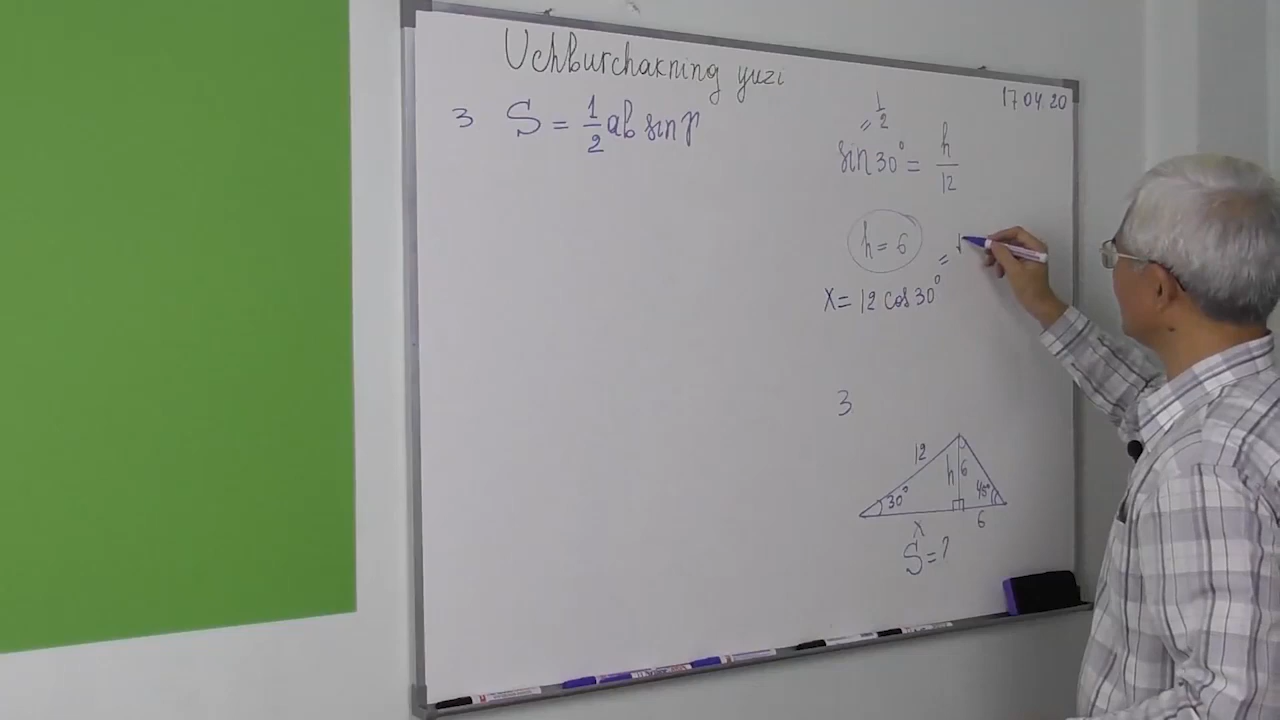 Uchburchakning yuzi
17.04.20
3 S = 1/2 ab sin γ
= 1/2
sin 30° = h/12
h = 6
= √
x = 12 cos 30°
3
12
h
6
30°
45°
x
6
S = ?